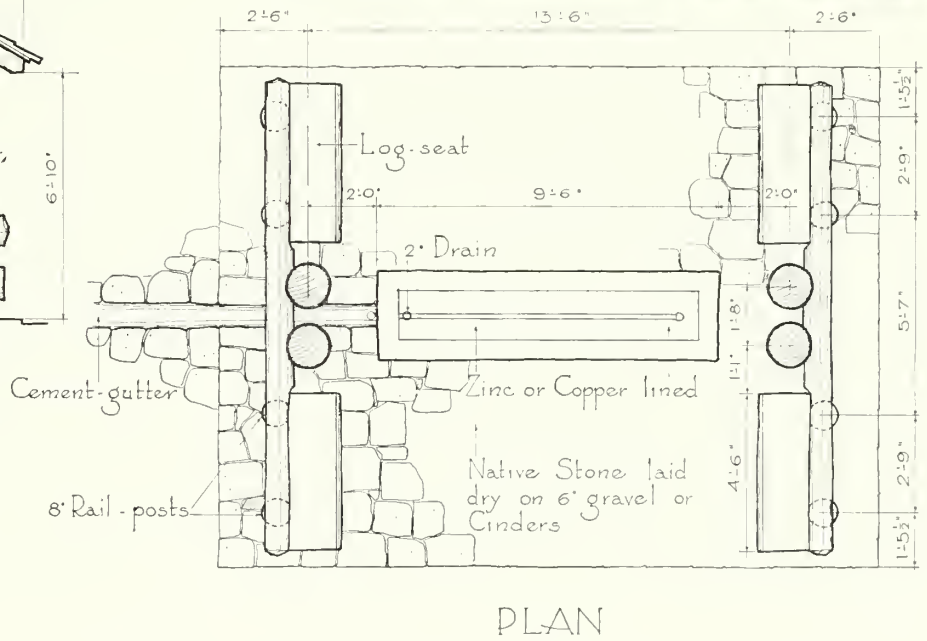 2'-6"
13'-6"
2'-6"
6'-10"
1'-5½"
Log-seat
2'-9"
2'-0"
9'-6"
2'-0"
2" Drain
1'-8"
5'-7"
1'-1"
Cement-gutter
Zinc or Copper lined
4'-6"
Native Stone laid
dry on 6" gravel or
Cinders
2'-9"
8" Rail-posts
1'-5½"
PLAN